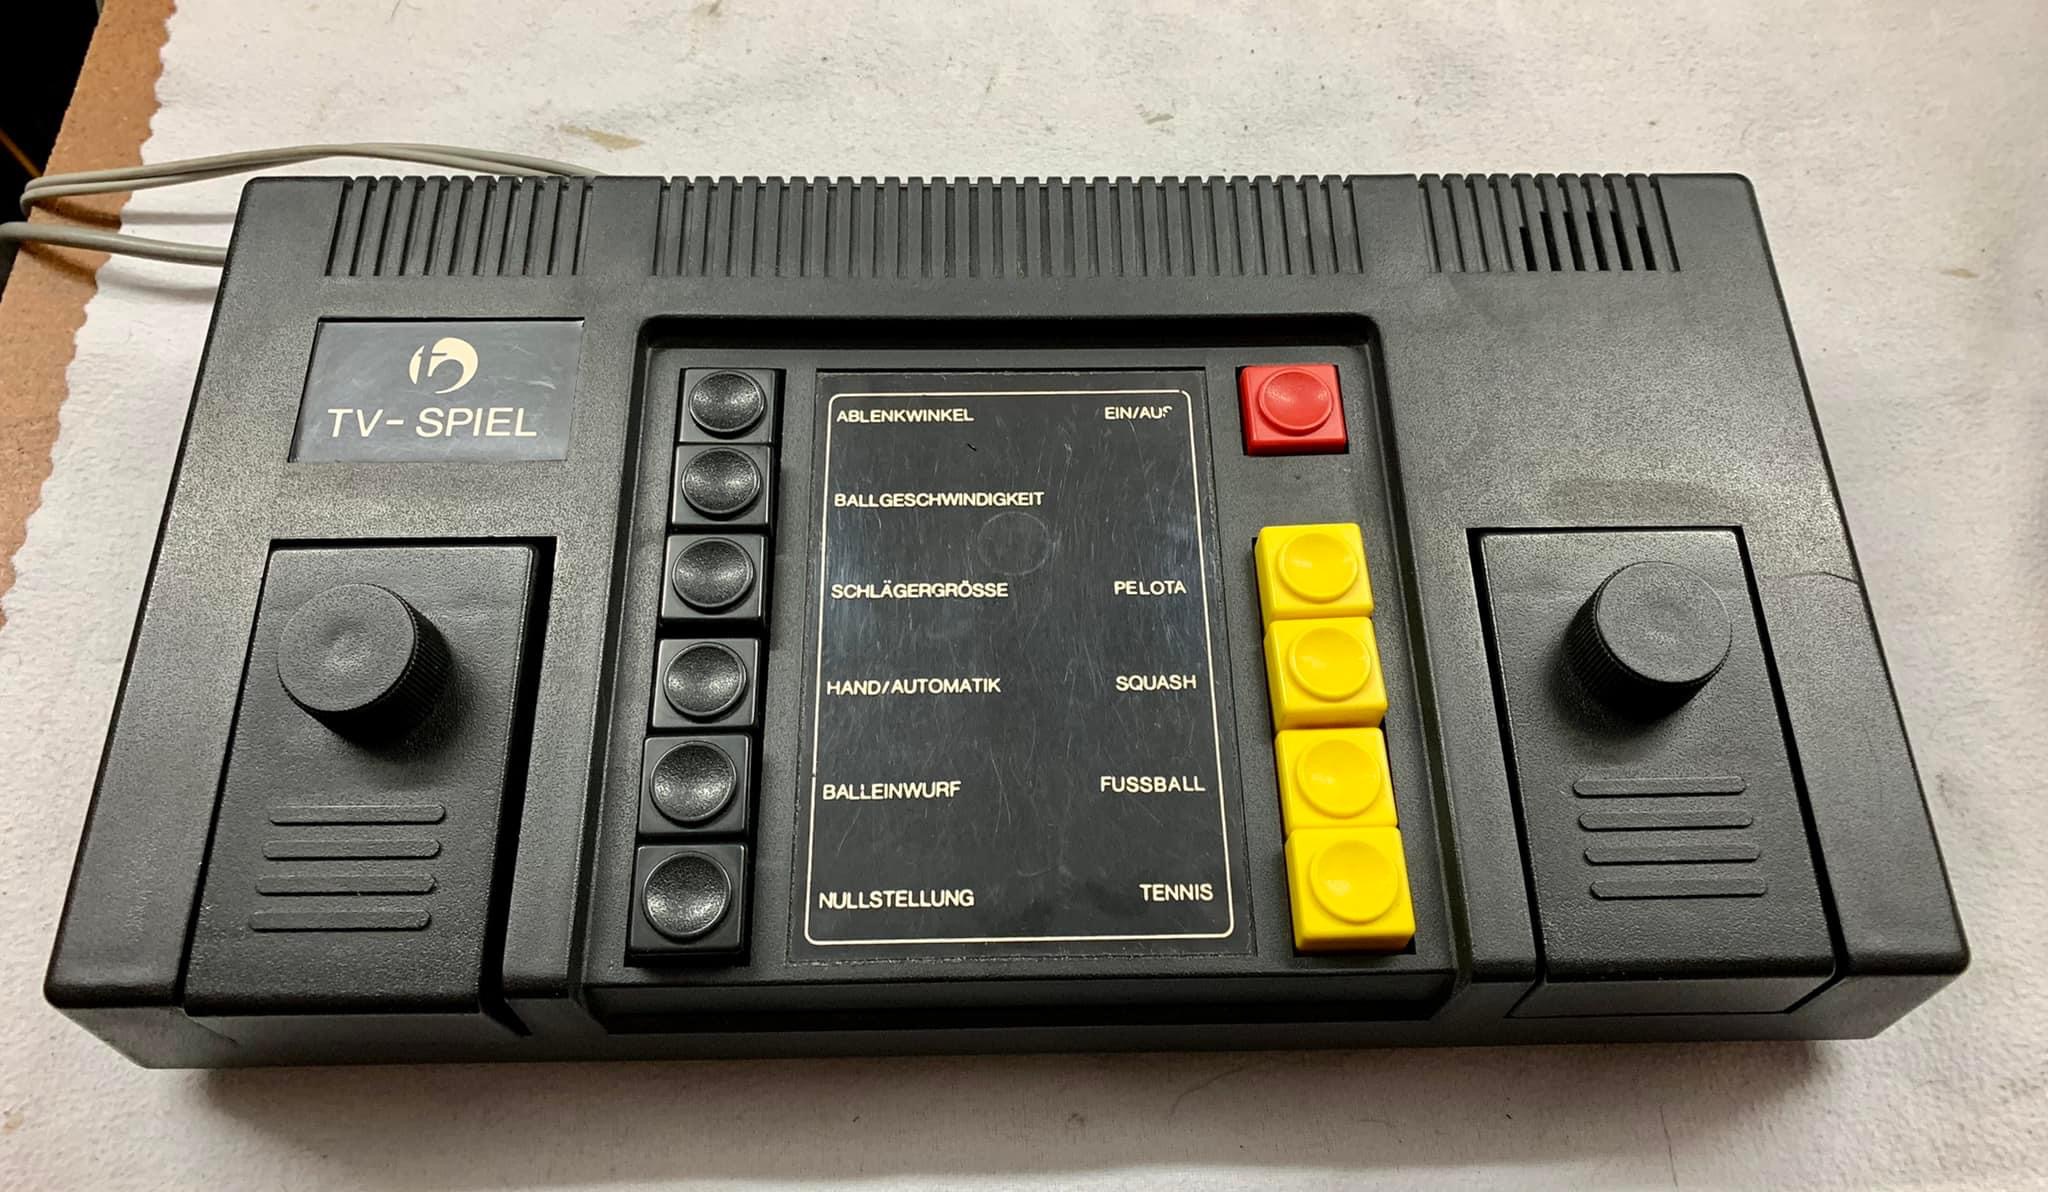 TV-SPIEL
ABLENKWINKEL EIN/AUS
BALLGESCHWINDIGKEIT
SCHLÄGERGRÖSSE PELOTA
HAND/AUTOMATIK SQUASH
BALLEINWURF FUSSBALL
NULLSTELLUNG TENNIS